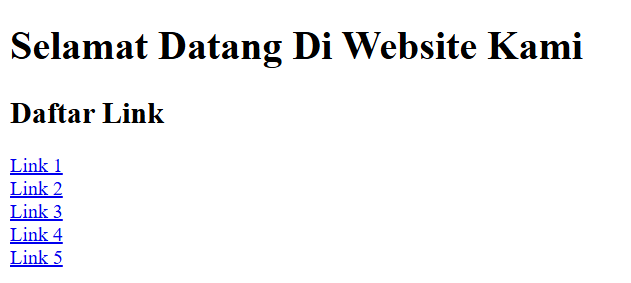 Selamat Datang Di Website Kami
Daftar Link
Link 1
Link 2
Link 3
Link 4
Link 5